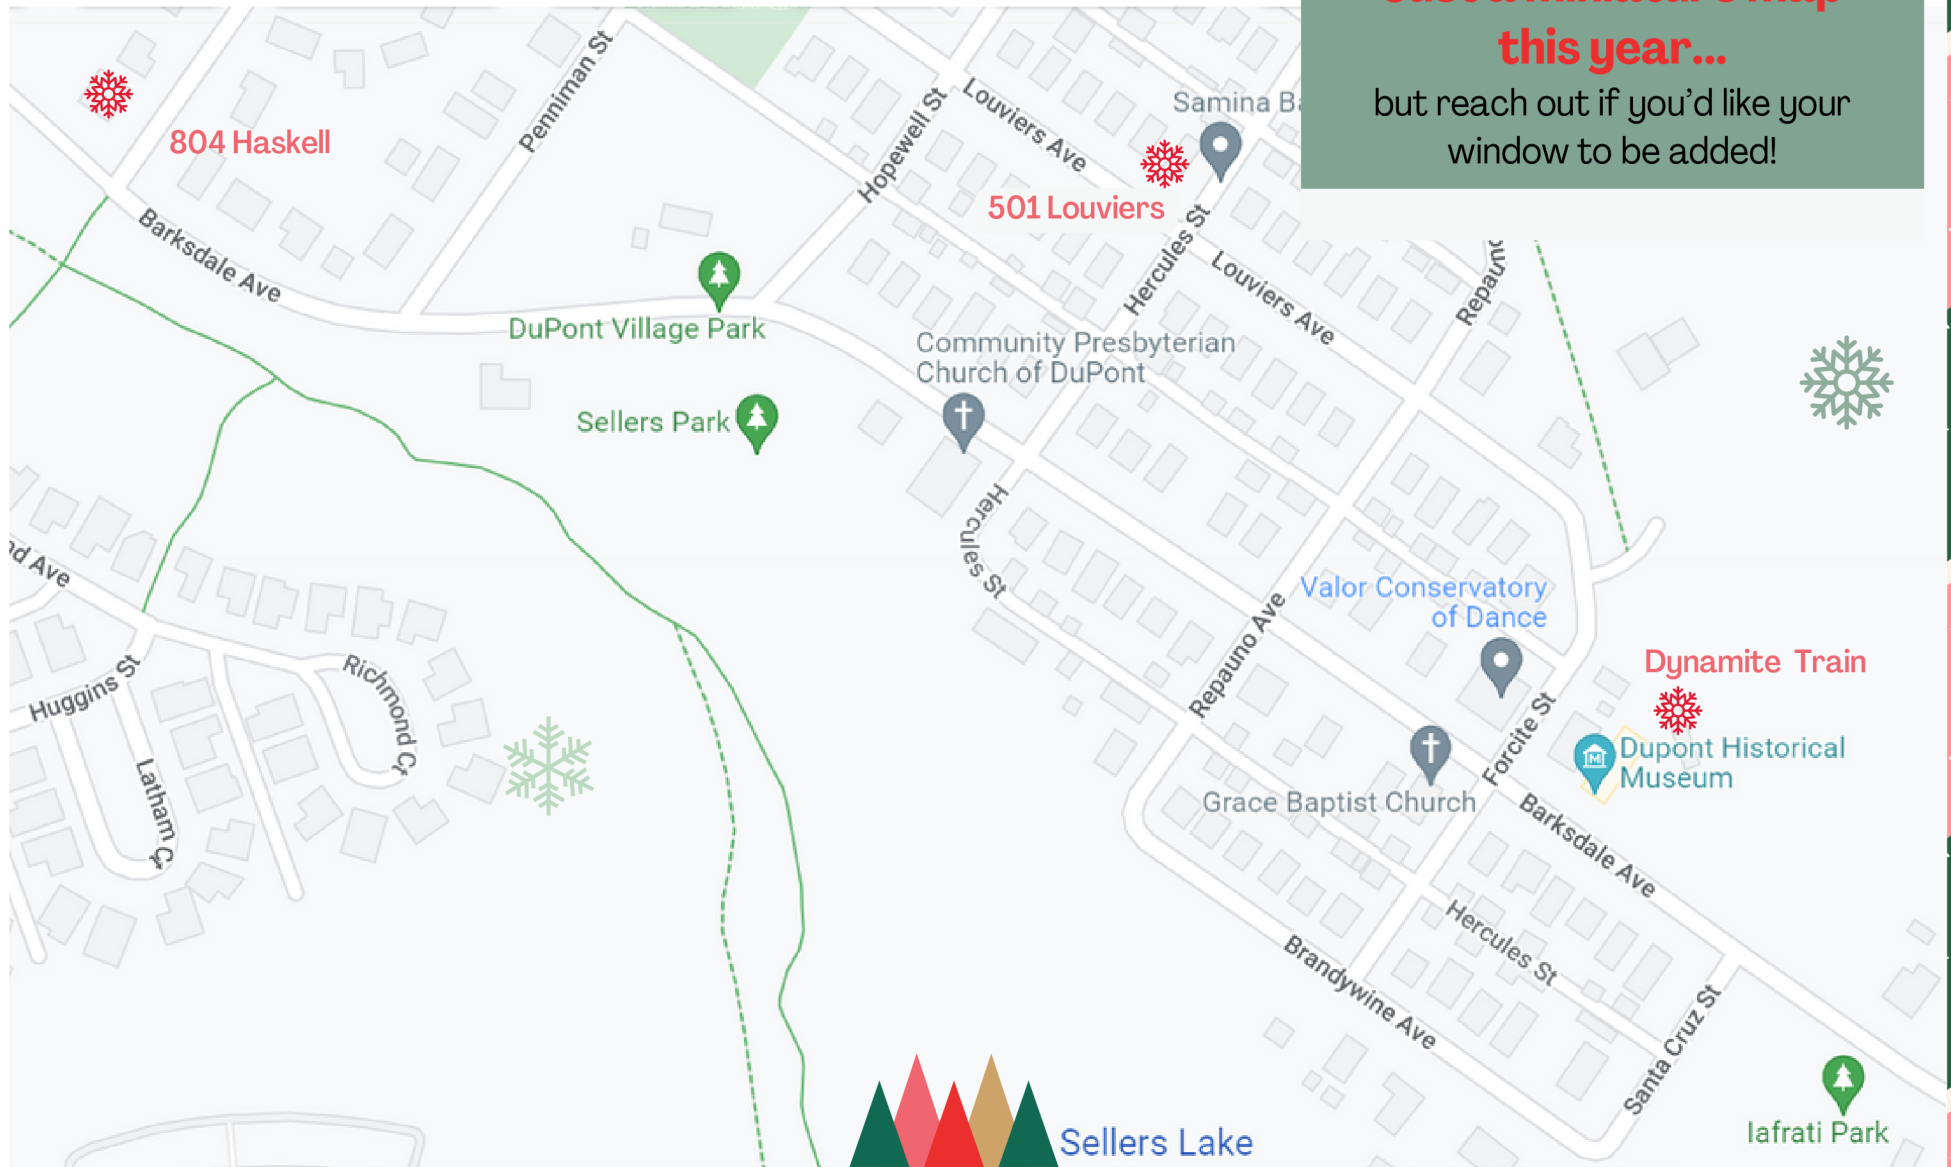 this year...
but reach out if you’d like your
window to be added!
Penniman St
Hopewell St
Louviers Ave
804 Haskell
501 Louviers
Hercules St
Barksdale Ave
Louviers Ave
DuPont Village Park
Community Presbyterian
Church of DuPont
Sellers Park
Hercules St
Valor Conservatory
of Dance
Repauno Ave
Dynamite Train
Huggins St
Richmond Ct
Latham Ct
Forcite St
Dupont Historical
Museum
Grace Baptist Church
Barksdale Ave
Hercules St
Brandywine Ave
Santa Cruz St
Iafrati Park
Sellers Lake